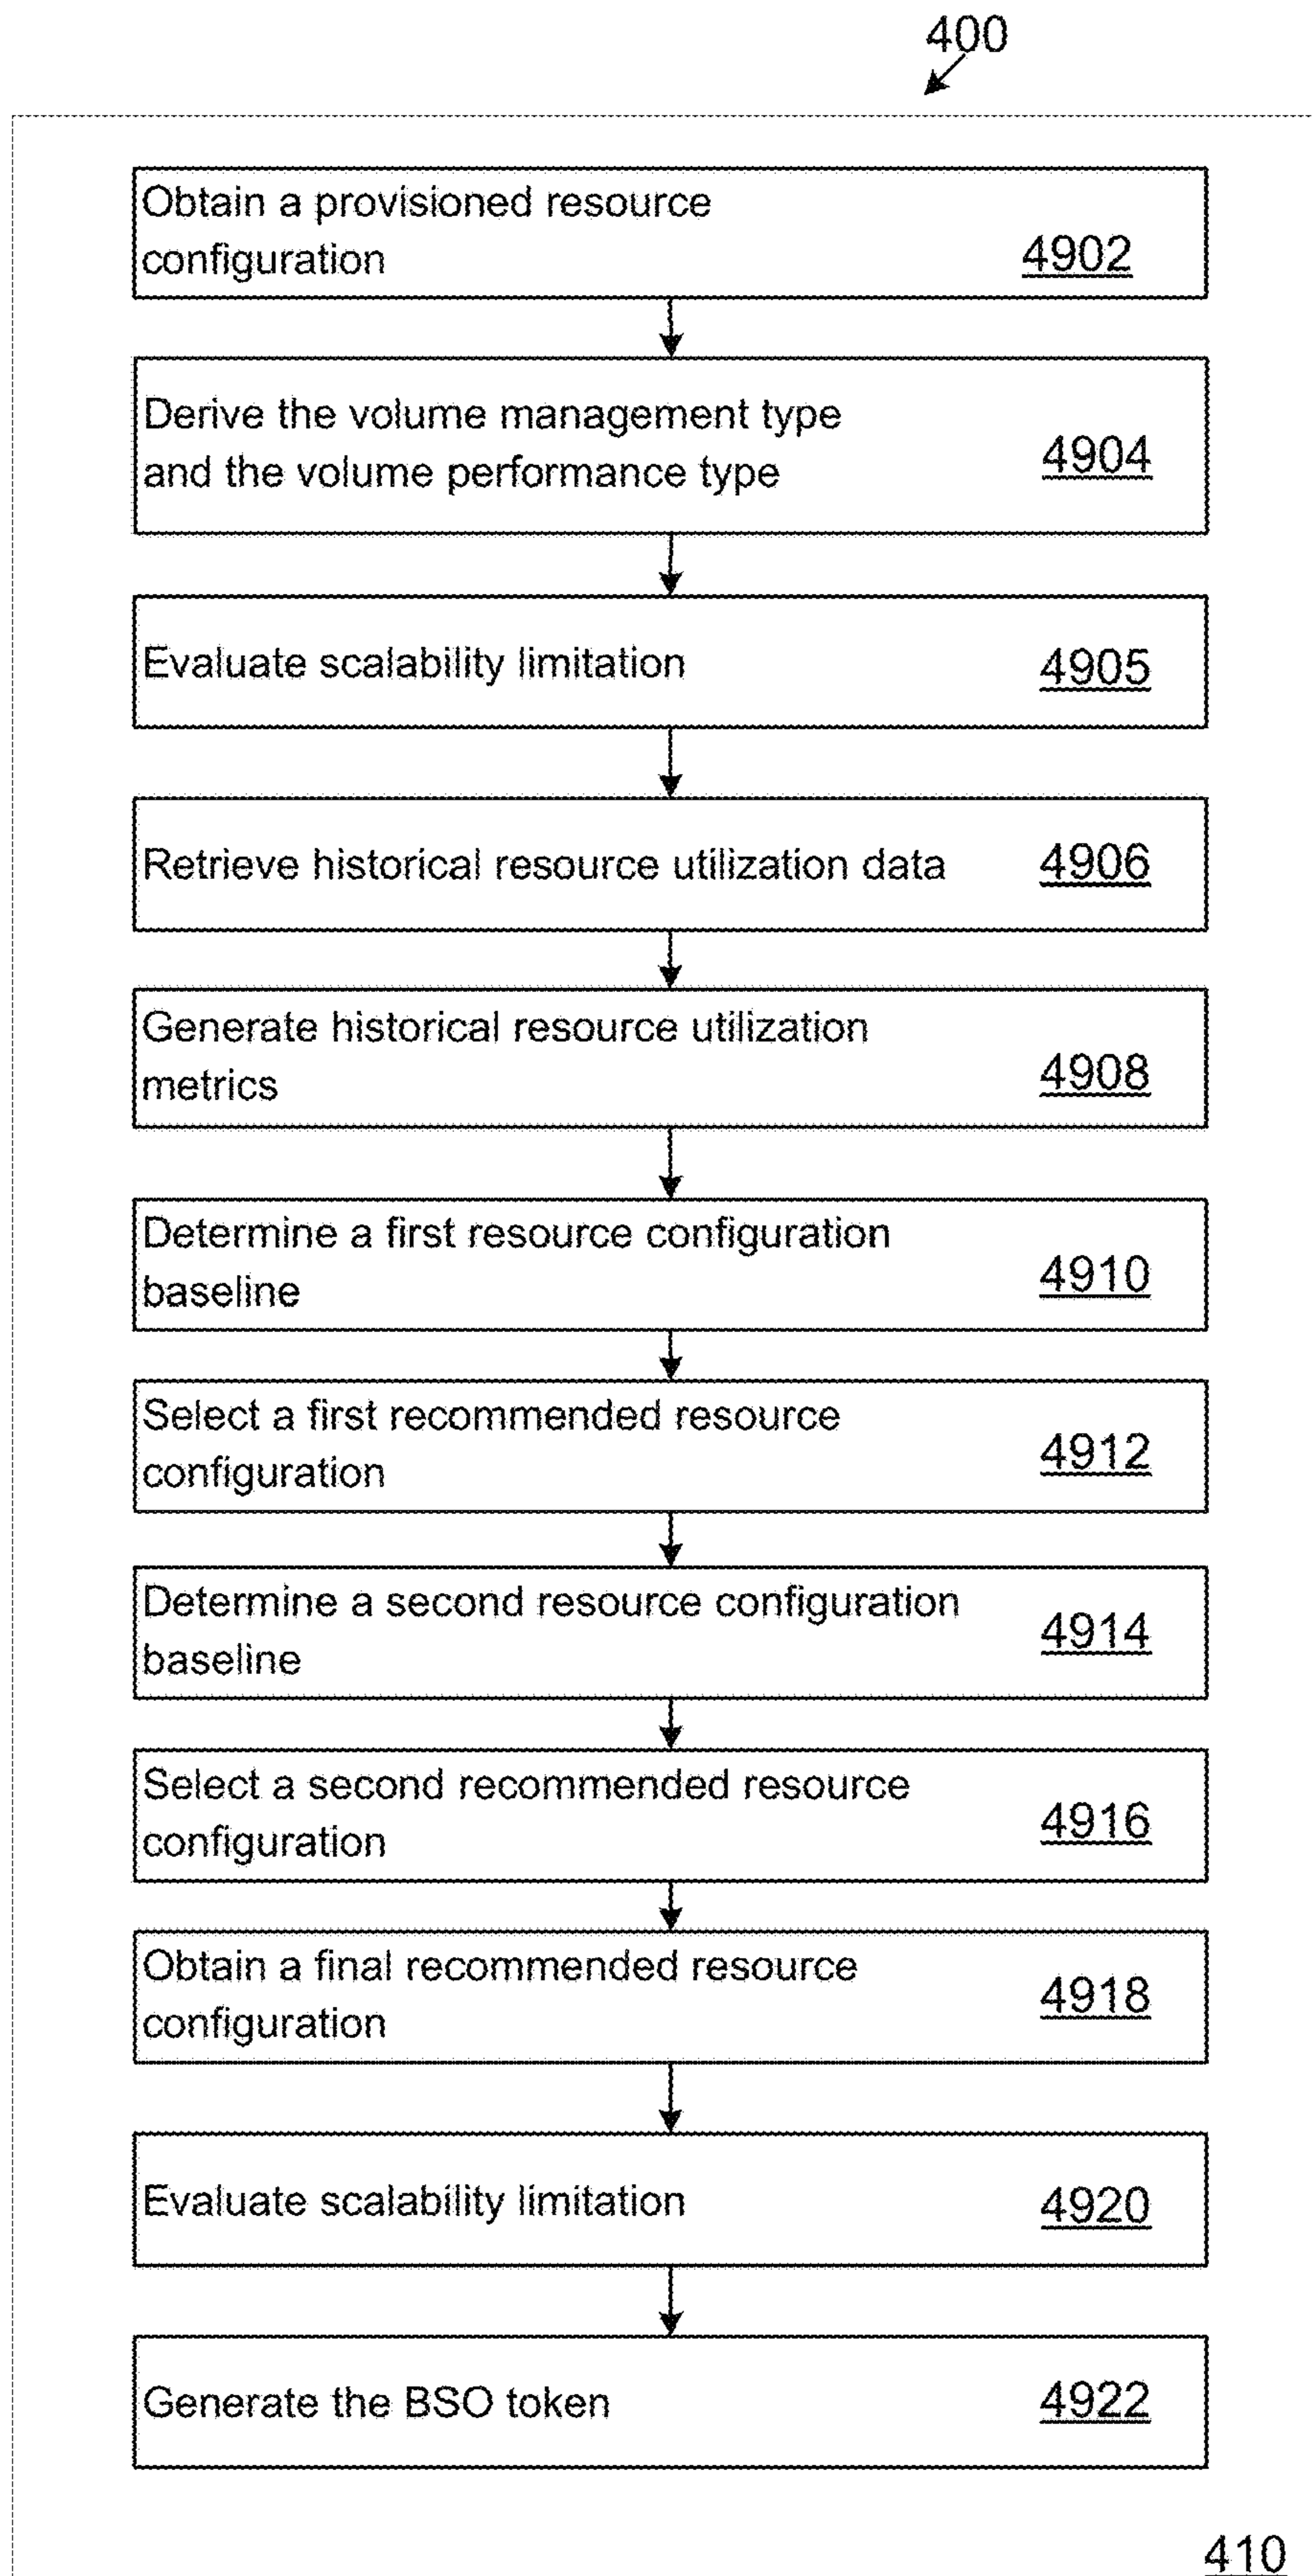 400
Obtain a provisioned resource
configuration
4902
Derive the volume management type
and the volume performance type
4904
Evaluate scalability limitation
4905
Retrieve historical resource utilization data
4906
Generate historical resource utilization
metrics
4908
Determine a first resource configuration
baseline
4910
Select a first recommended resource
configuration
4912
Determine a second resource configuration
baseline
4914
Select a second recommended resource
configuration
4916
Obtain a final recommended resource
configuration
4918
Evaluate scalability limitation
4920
Generate the BSO token
4922
410